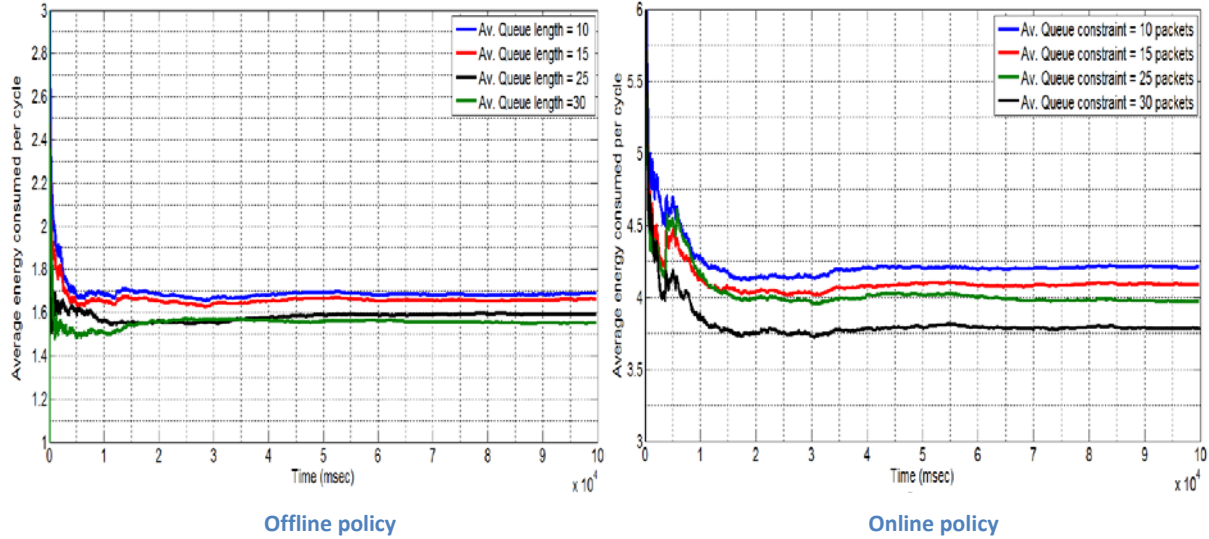 Average energy consumed per cycle
3
2.8
2.6
2.4
2.2
2
1.8
1.6
1.4
1.2
1
Av. Queue length = 10
Av. Queue length = 15
Av. Queue length = 25
Av. Queue length =30
0
1
2
3
4
5
6
7
8
9
10
Time (msec)
x 10^4
Offline policy
Average energy consumed per cycle
6
5.5
5
4.5
4
3.5
3
Av. Queue constraint = 10 packets
Av. Queue constraint = 15 packets
Av. Queue constraint = 25 packets
Av. Queue constraint = 30 packets
0
1
2
3
4
5
6
7
8
9
10
Time (msec)
x 10^4
Online policy